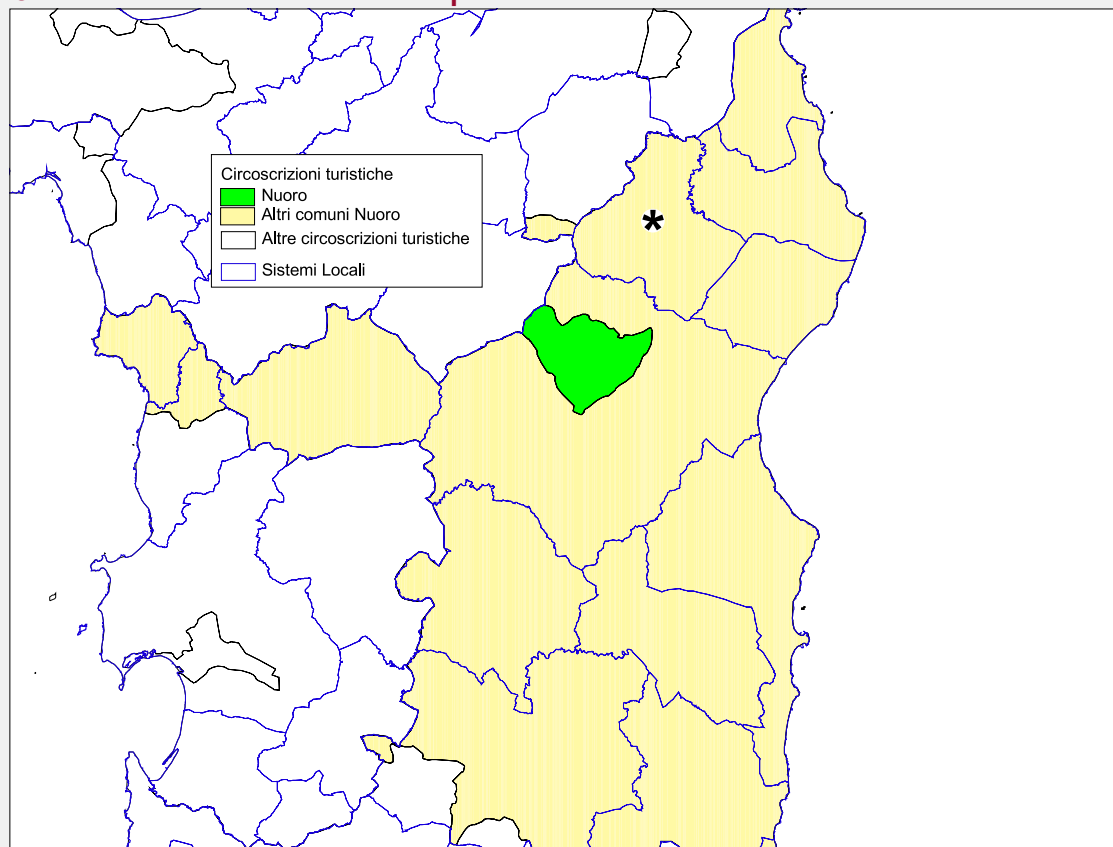 Circoscrizioni turistiche
Nuoro
Altri comuni Nuoro
Altre circoscrizioni turistiche
Sistemi Locali
*